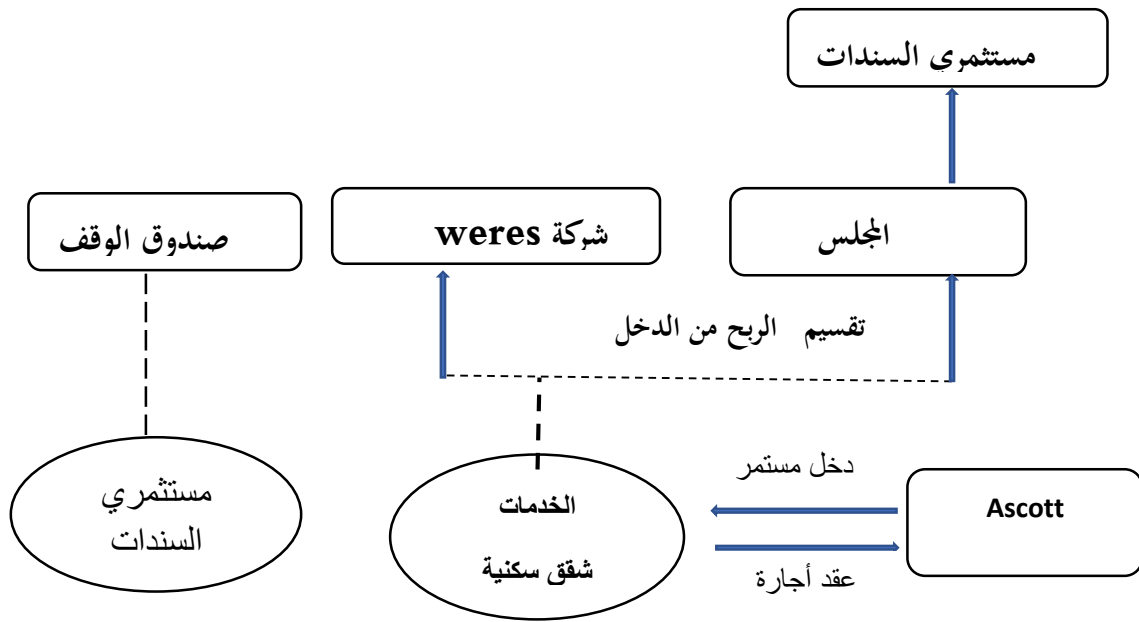 مستثمري السندات
المجلس
شركة weres
صندوق الوقف
تقسيم الربح من الدخل
دخل مستمر
Ascott
عقد أجارة
الخدمات
شقق سكنية
مستثمري
السندات